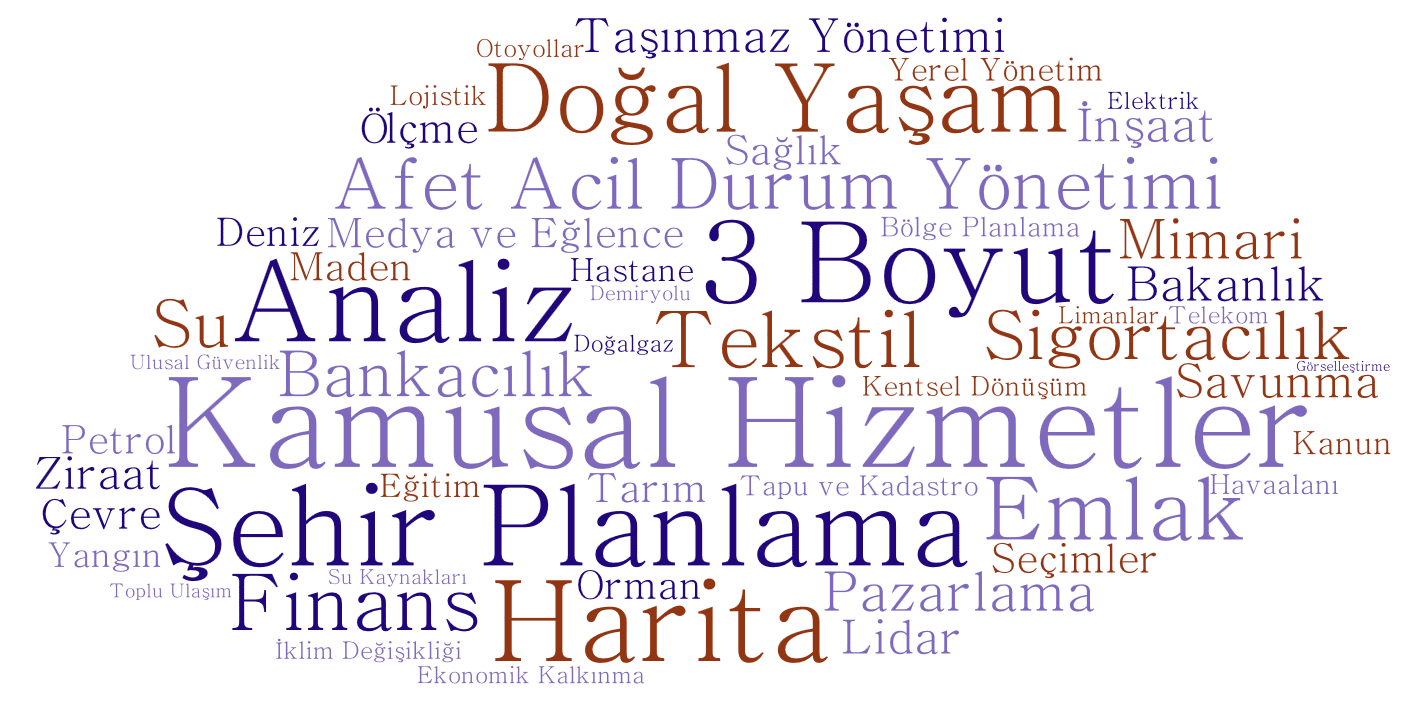 Taşınmaz Yönetimi
Otoyollar
Doğal Yaşam
Yerel Yönetim
Lojistik
Elektrik
Ölçme
İnşaat
Sağlık
Afet Acil Durum Yönetimi
Deniz
Medya ve Eğlence
3 Boyut
Bölge Planlama
Mimari
Maden
Analiz
Hastane
Bakanlık
Demiryolu
Su
Tekstil
Sigortacılık
Limanlar
Telekom
Doğalgaz
Ulusal Güvenlik
Bankacılık
Görselleştirme
Kentsel Dönüşüm
Savunma
Kamusal Hizmetler
Petrol
Kanun
Ziraat
Eğitim
Tarım
Tapu ve Kadastro
Emlak
Havaalanı
Çevre
Şehir Planlama
Yangın
Seçimler
Su Kaynakları
Toplu Ulaşım
Finans
Orman
Harita
Pazarlama
Lidar
İklim Değişikliği
Ekonomik Kalkınma